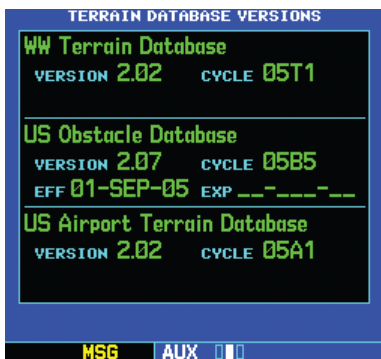 TERRAIN DATABASE VERSIONS
WW Terrain Database
VERSION 2.02 CYCLE 05T1
US Obstacle Database
VERSION 2.07 CYCLE 05B5
EFF 01-SEP-05 EXP __-___-__
US Airport Terrain Database
VERSION 2.02 CYCLE 05A1
MSG AUX